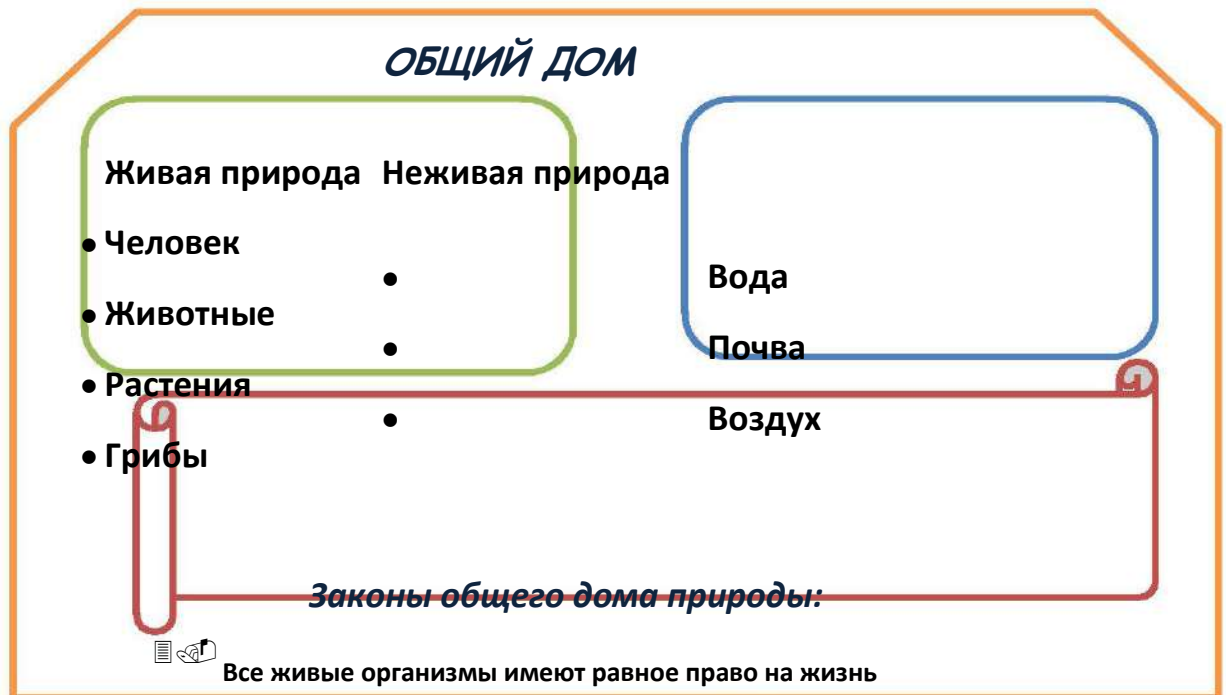 ОБЩИЙ ДОМ
Живая природа Неживая природа
• Человек
• Животные
• Растения
• Грибы
• Вода
• Почва
• Воздух
Законы общего дома природы:
Все живые организмы имеют равное право на жизнь